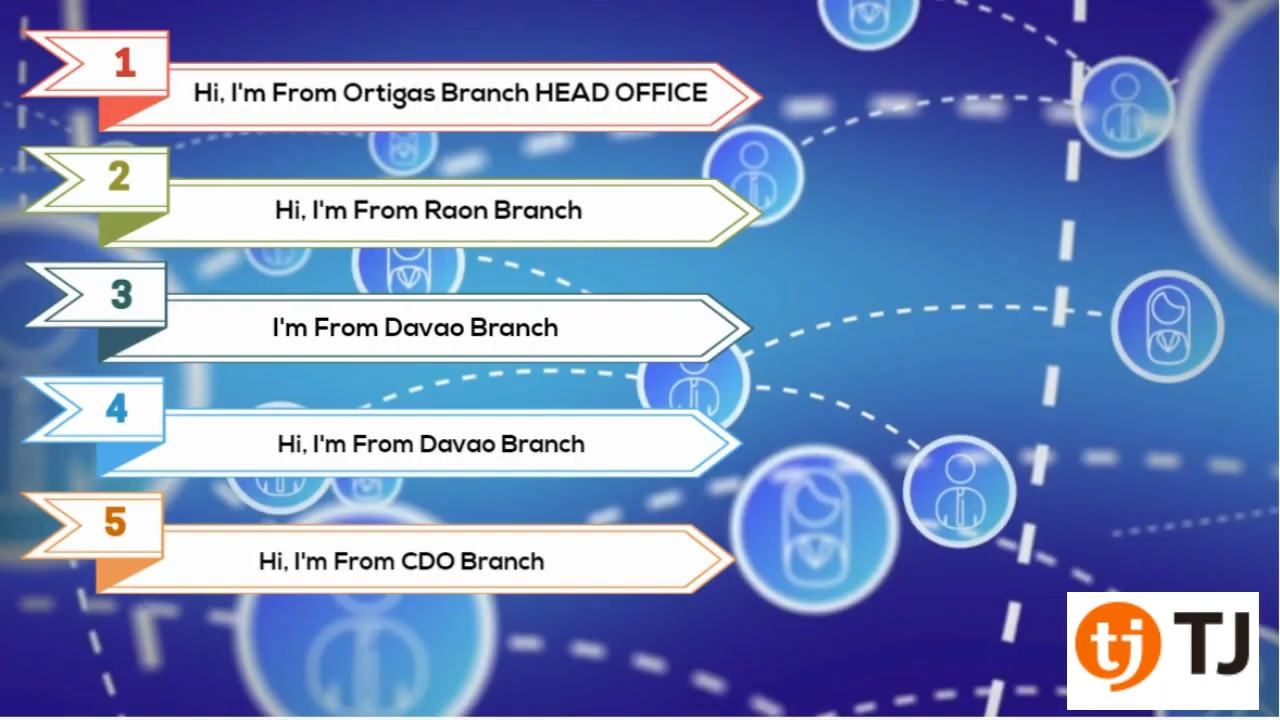 1
Hi, I'm From Ortigas Branch HEAD OFFICE
2
Hi, I'm From Raon Branch
3
I'm From Davao Branch
4
Hi, I'm From Davao Branch
5
Hi, I'm From CDO Branch
tj TJ